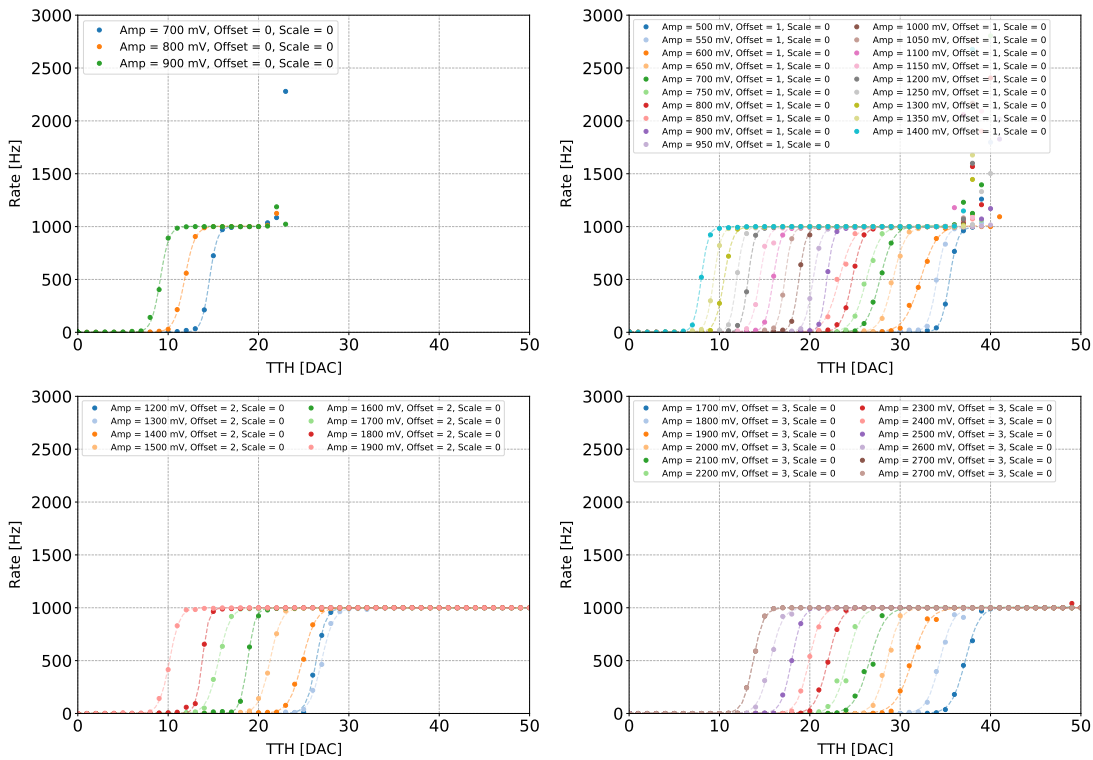 3000
2500
2000
1500
1000
500
0
Rate [Hz]
Amp = 700 mV, Offset = 0, Scale = 0
Amp = 800 mV, Offset = 0, Scale = 0
Amp = 900 mV, Offset = 0, Scale = 0
0 10 20 30 40 50
TTH [DAC]
3000
2500
2000
1500
1000
500
0
Rate [Hz]
Amp = 500 mV, Offset = 1, Scale = 0
Amp = 550 mV, Offset = 1, Scale = 0
Amp = 600 mV, Offset = 1, Scale = 0
Amp = 650 mV, Offset = 1, Scale = 0
Amp = 700 mV, Offset = 1, Scale = 0
Amp = 750 mV, Offset = 1, Scale = 0
Amp = 800 mV, Offset = 1, Scale = 0
Amp = 850 mV, Offset = 1, Scale = 0
Amp = 900 mV, Offset = 1, Scale = 0
Amp = 950 mV, Offset = 1, Scale = 0
Amp = 1000 mV, Offset = 1, Scale = 0
Amp = 1050 mV, Offset = 1, Scale = 0
Amp = 1100 mV, Offset = 1, Scale = 0
Amp = 1150 mV, Offset = 1, Scale = 0
Amp = 1200 mV, Offset = 1, Scale = 0
Amp = 1250 mV, Offset = 1, Scale = 0
Amp = 1300 mV, Offset = 1, Scale = 0
Amp = 1350 mV, Offset = 1, Scale = 0
Amp = 1400 mV, Offset = 1, Scale = 0
0 10 20 30 40 50
TTH [DAC]
3000
2500
2000
1500
1000
500
0
Rate [Hz]
Amp = 1200 mV, Offset = 2, Scale = 0
Amp = 1300 mV, Offset = 2, Scale = 0
Amp = 1400 mV, Offset = 2, Scale = 0
Amp = 1500 mV, Offset = 2, Scale = 0
Amp = 1600 mV, Offset = 2, Scale = 0
Amp = 1700 mV, Offset = 2, Scale = 0
Amp = 1800 mV, Offset = 2, Scale = 0
Amp = 1900 mV, Offset = 2, Scale = 0
0 10 20 30 40 50
TTH [DAC]
3000
2500
2000
1500
1000
500
0
Rate [Hz]
Amp = 1700 mV, Offset = 3, Scale = 0
Amp = 1800 mV, Offset = 3, Scale = 0
Amp = 1900 mV, Offset = 3, Scale = 0
Amp = 2000 mV, Offset = 3, Scale = 0
Amp = 2100 mV, Offset = 3, Scale = 0
Amp = 2200 mV, Offset = 3, Scale = 0
Amp = 2300 mV, Offset = 3, Scale = 0
Amp = 2400 mV, Offset = 3, Scale = 0
Amp = 2500 mV, Offset = 3, Scale = 0
Amp = 2600 mV, Offset = 3, Scale = 0
Amp = 2700 mV, Offset = 3, Scale = 0
Amp = 2700 mV, Offset = 3, Scale = 0
0 10 20 30 40 50
TTH [DAC]